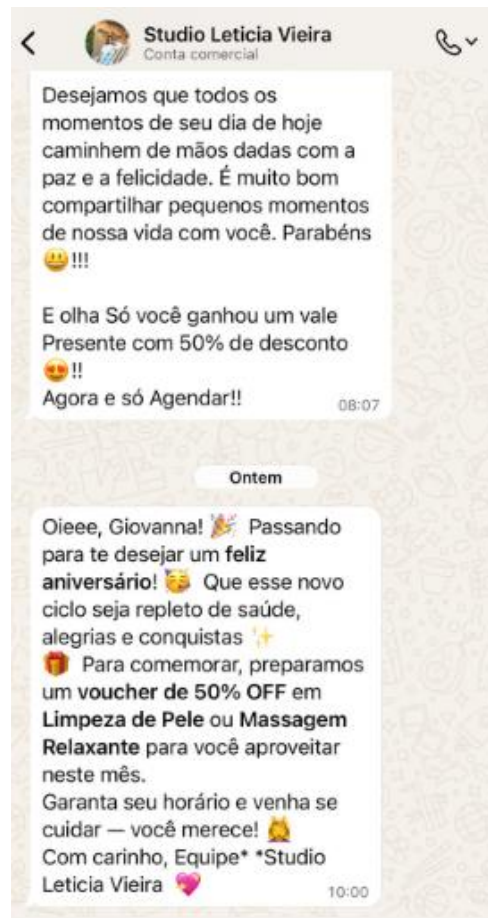 Studio Leticia Vieira
Conta comercial
Desejamos que todos os
momentos de seu dia de hoje
caminhem de mãos dadas com a
paz e a felicidade. É muito bom
compartilhar pequenos momentos
de nossa vida com você. Parabéns
😃!!!
E olha Só você ganhou um vale
Presente com 50% de desconto
😍!!
Agora e só Agendar!!
08:07
Ontem
Oieee, Giovanna! 🎉 Passando
para te desejar um feliz
aniversário! 🥳 Que esse novo
ciclo seja repleto de saúde,
alegrias e conquistas ✨
🎁 Para comemorar, preparamos
um voucher de 50% OFF em
Limpeza de Pele ou Massagem
Relaxante para você aproveitar
neste mês.
Garanta seu horário e venha se
cuidar — você merece! 💆
Com carinho, Equipe* *Studio
Leticia Vieira 💖
10:00